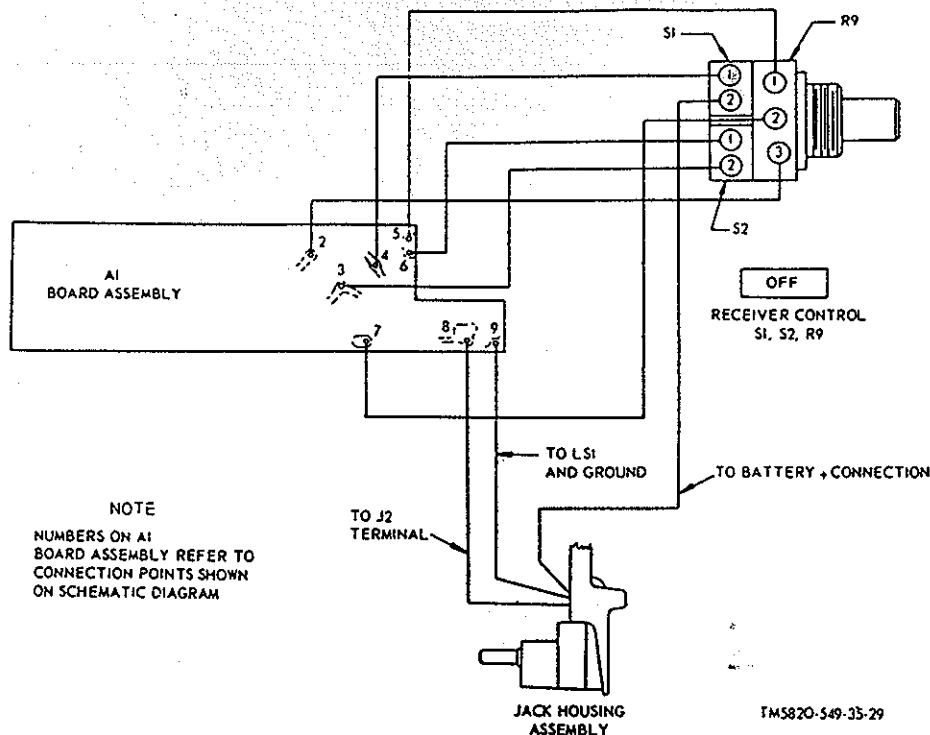 S1
R9
1
1
2
2
1
3
2
S2
2
5
4
6
3
A1
BOARD ASSEMBLY
OFF
RECEIVER CONTROL
S1, S2, R9
7
8
9
TO LS1
AND GROUND
TO BATTERY + CONNECTION
NOTE
TO J2
TERMINAL
NUMBERS ON A1
BOARD ASSEMBLY REFER TO
CONNECTION POINTS SHOWN
ON SCHEMATIC DIAGRAM
JACK HOUSING
ASSEMBLY
TM5820-549-35-29